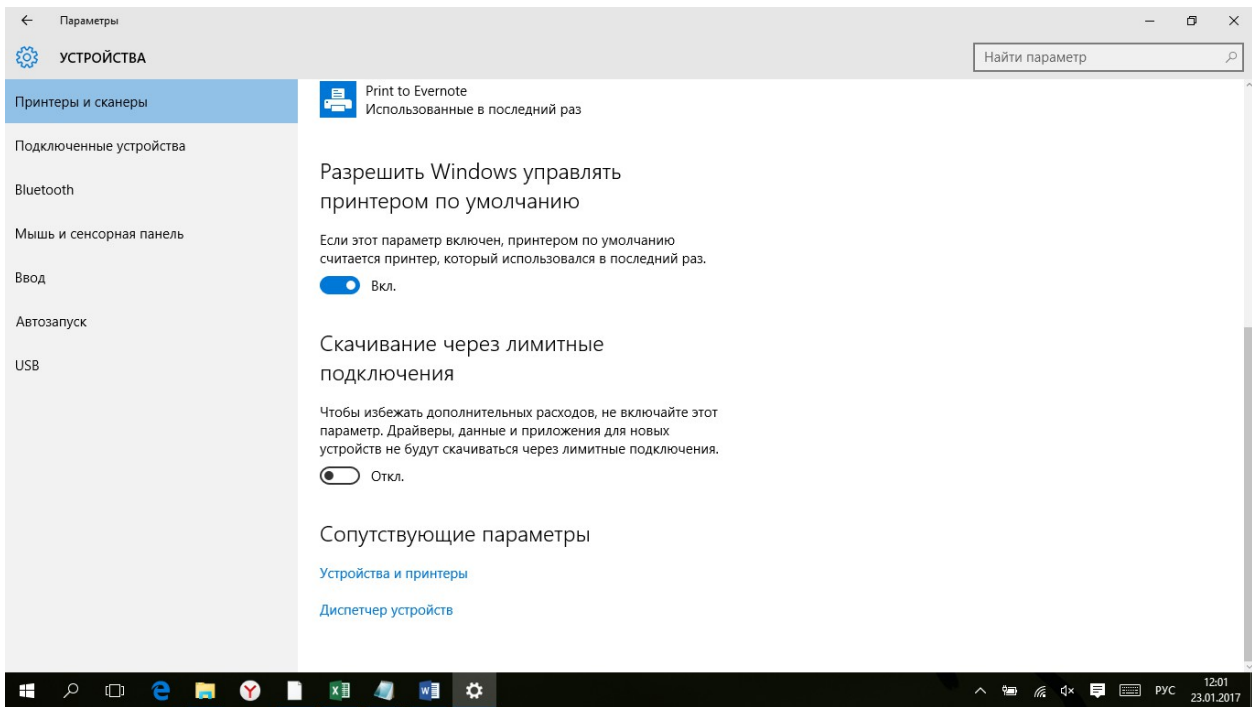 Параметры
УСТРОЙСТВА
Найти параметр
Принтеры и сканеры
Подключенные устройства
Bluetooth
Мышь и сенсорная панель
Ввод
Автозапуск
USB
Print to Evernote
Использованные в последний раз
Разрешить Windows управлять
принтером по умолчанию
Если этот параметр включен, принтером по умолчанию
считается принтер, который использовался в последний раз.
Вкл.
Скачивание через лимитные
подключения
Чтобы избежать дополнительных расходов, не включайте этот
параметр. Драйверы, данные и приложения для новых
устройств не будут скачиваться через лимитные подключения.
Откл.
Сопутствующие параметры
Устройства и принтеры
Диспетчер устройств
РУС
12:01
23.01.2017